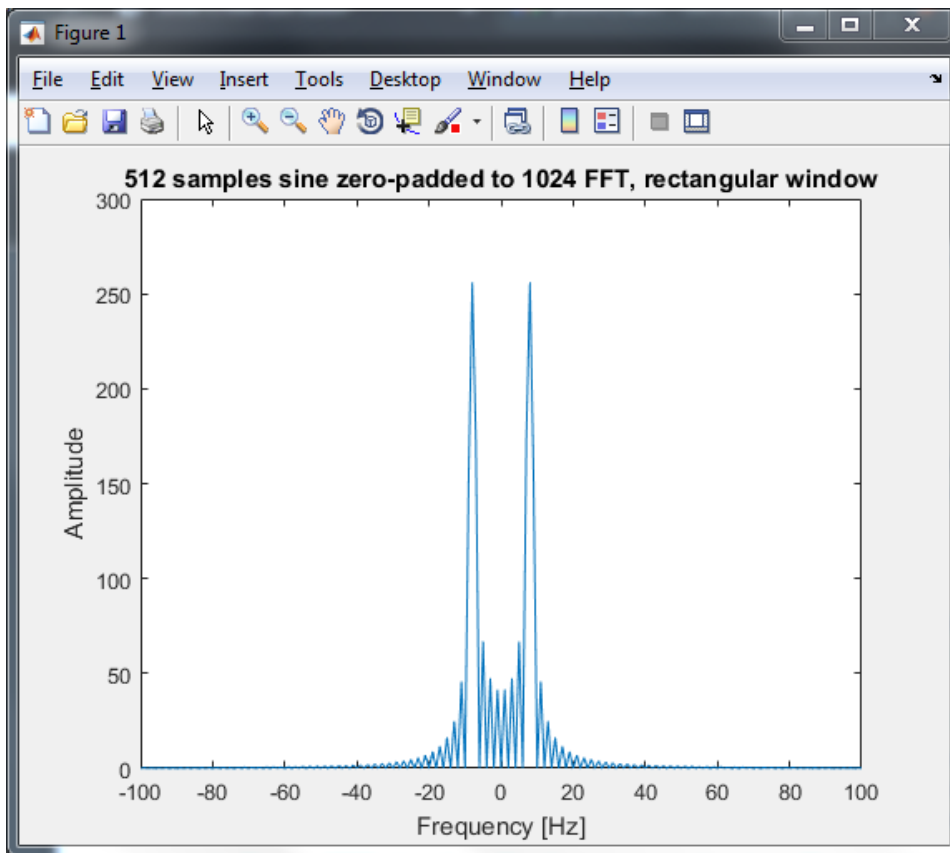 Figure 1
File Edit View Insert Tools Desktop Window Help
512 samples sine zero-padded to 1024 FFT, rectangular window
300
250
200
150
100
50
0
Amplitude
-100 -80 -60 -40 -20 0 20 40 60 80 100
Frequency [Hz]